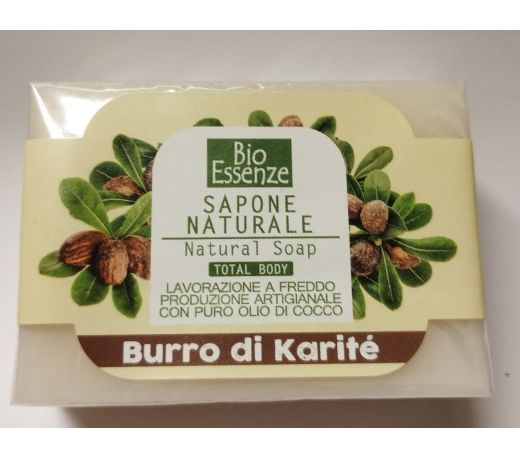 Bio
Essenze
SAPONE
NATURALE
Natural Soap
TOTAL BODY
LAVORAZIONE A FREDDO
PRODUZIONE ARTIGIANALE
CON PURO OLIO DI COCCO
Burro di Karité